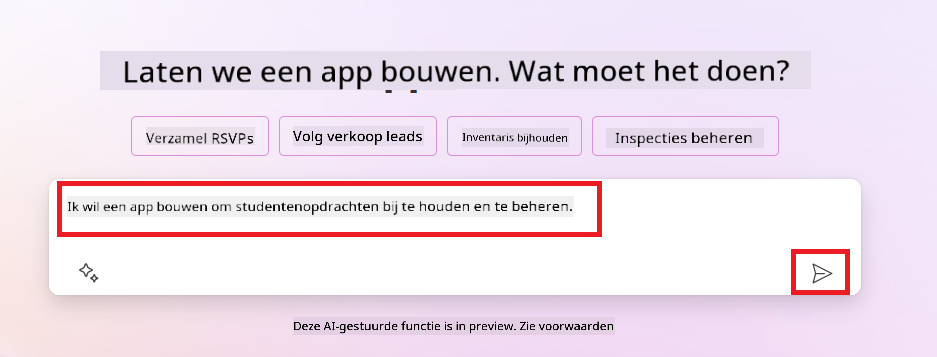 Laten we een app bouwen. Wat moet het doen?
Verzamel RSVPs
Volg verkoop leads
Inventaris bijhouden
Inspecties beheren
Ik wil een app bouwen om studentenopdrachten bij te houden en te beheren.
Deze AI-gestuurde functie is in preview. Zie voorwaarden